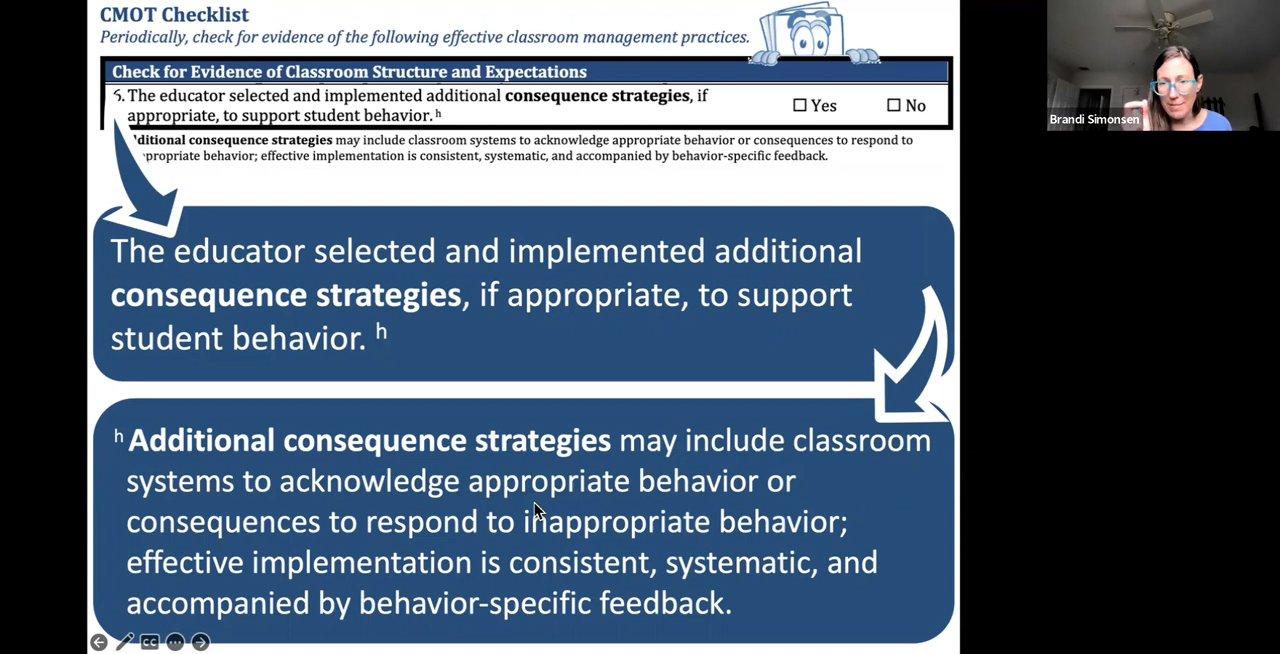 CMOT Checklist
Periodically, check for evidence of the following effective classroom management practices.
Check for Evidence of Classroom Structure and Expectations
The educator selected and implemented additional consequence strategies, if
☐ Yes ☐ No
appropriate, to support student behavior. h
Additional consequence strategies may include classroom systems to acknowledge appropriate behavior or consequences to respond to
propriate behavior; effective implementation is consistent, systematic, and accompanied by behavior-specific feedback.
Brandi Simonsen
The educator selected and implemented additional
consequence strategies, if appropriate, to support
student behavior. h
h Additional consequence strategies may include classroom
systems to acknowledge appropriate behavior or
consequences to respond to inappropriate behavior;
effective implementation is consistent, systematic, and
accompanied by behavior-specific feedback.
CC